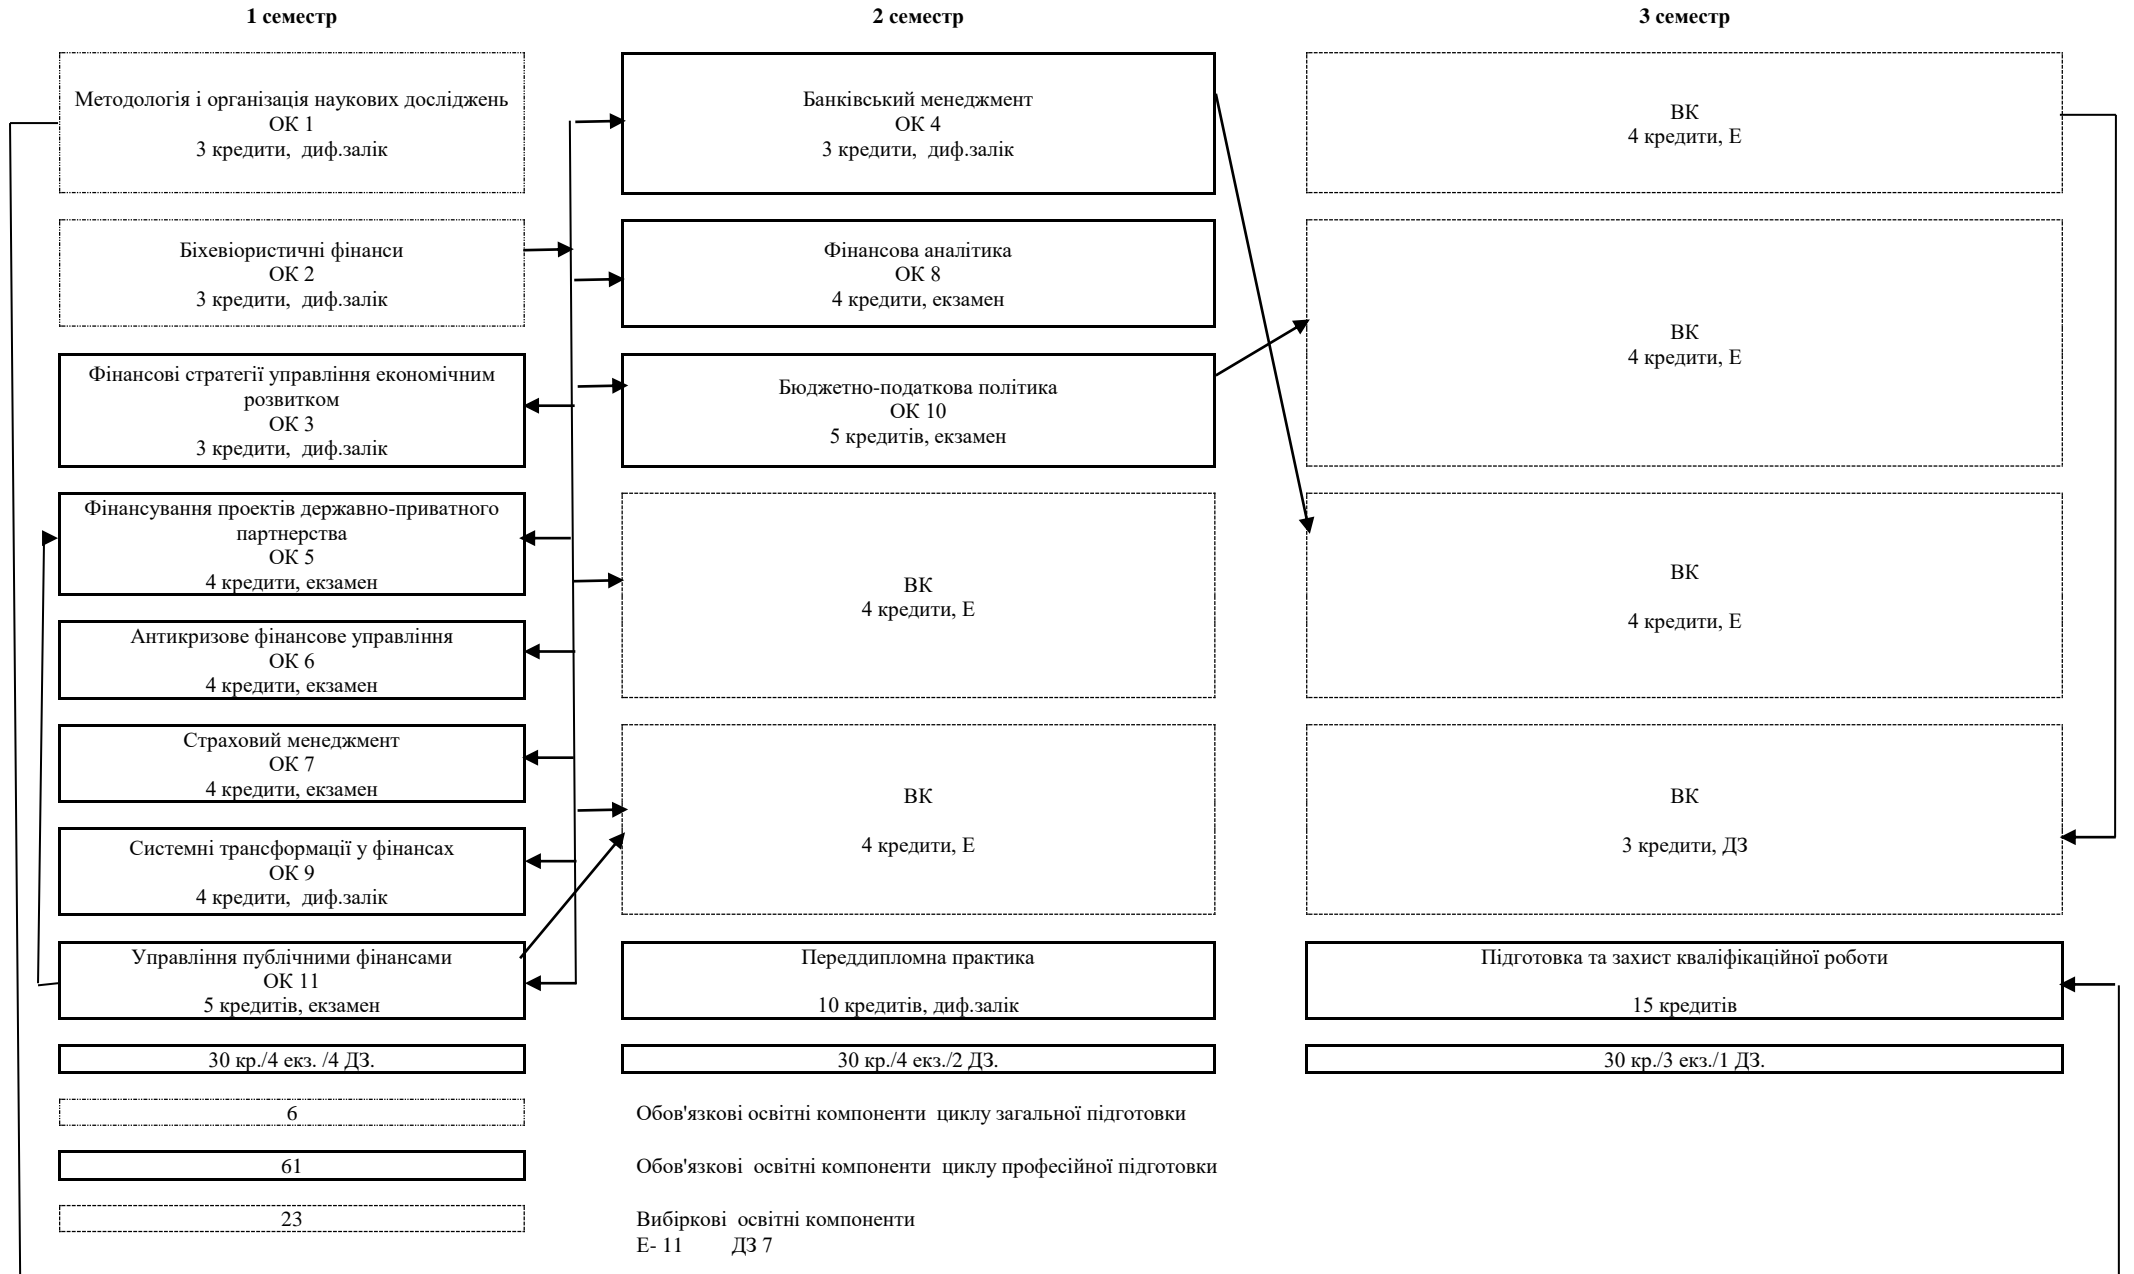 1 семестр
2 семестр
3 семестр
Методологія і організація наукових досліджень
ОК 1
3 кредити,  диф.залік
Банківський менеджмент
ОК 4
3 кредити,  диф.залік
ВК
4 кредити, Е
Біхевіористичні фінанси
ОК 2
3 кредити,  диф.залік
Фінансова аналітика
ОК 8
4 кредити, екзамен
ВК
4 кредити, Е
Фінансові стратегії управління економічним
розвитком
ОК 3
3 кредити,  диф.залік
Бюджетно-податкова політика
ОК 10
5 кредитів, екзамен
Фінансування проектів державно-приватного
партнерства
ОК 5
4 кредити, екзамен
ВК
4 кредити, Е
ВК
4 кредити, Е
Антикризове фінансове управління
ОК 6
4 кредити, екзамен
Страховий менеджмент
ОК 7
4 кредити, екзамен
ВК
4 кредити, Е
ВК
3 кредити, ДЗ
Системні трансформації у фінансах
ОК 9
4 кредити,  диф.залік
Управління публічними фінансами
ОК 11
5 кредитів, екзамен
Переддипломна практика
10 кредитів, диф.залік
Підготовка та захист кваліфікаційної роботи
15 кредитів
30 кр./4 екз. /4 ДЗ.
30 кр./4 екз./2 ДЗ.
30 кр./3 екз./1 ДЗ.
6
Обов'язкові освітні компоненти  циклу загальної підготовки
61
Обов'язкові  освітні компоненти  циклу професійної підготовки
23
Вибіркові  освітні компоненти
Е- 11 ДЗ 7